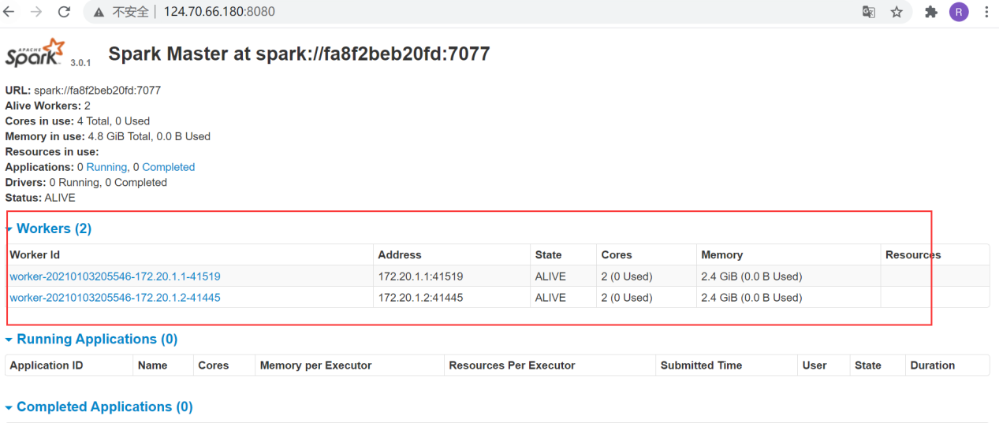 不安全 124.70.66.180:8080
R
APACHE
Spark 3.0.1 Spark Master at spark://fa8f2beb20fd:7077
URL: spark://fa8f2beb20fd:7077
Alive Workers: 2
Cores in use: 4 Total, 0 Used
Memory in use: 4.8 GiB Total, 0.0 B Used
Resources in use:
Applications: 0 Running, 0 Completed
Drivers: 0 Running, 0 Completed
Status: ALIVE
Workers (2)
Worker Id Address State Cores Memory Resources
worker-20210103205546-172.20.1.1-41519 172.20.1.1:41519 ALIVE 2 (0 Used) 2.4 GiB (0.0 B Used)
worker-20210103205546-172.20.1.2-41445 172.20.1.2:41445 ALIVE 2 (0 Used) 2.4 GiB (0.0 B Used)
Running Applications (0)
Application ID Name Cores Memory per Executor Resources Per Executor Submitted Time User State Duration
Completed Applications (0)